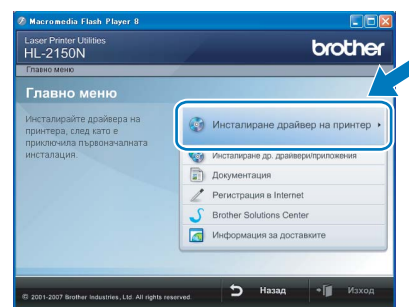 Macromedia Flash Player 8
Laser Printer Utilities
HL-2150N
brother
Главно меню
Главно меню
Инсталирайте драйвера на
принтера, след като е
приключила първоначалната
инсталация.
Инсталиране драйвер на принтер
Инсталиране др. драйвери/приложения
Документация
Регистрация в Internet
Brother Solutions Center
Информация за доставките
© 2001-2007 Brother Industries, Ltd. All rights reserved.
Назад
Изход